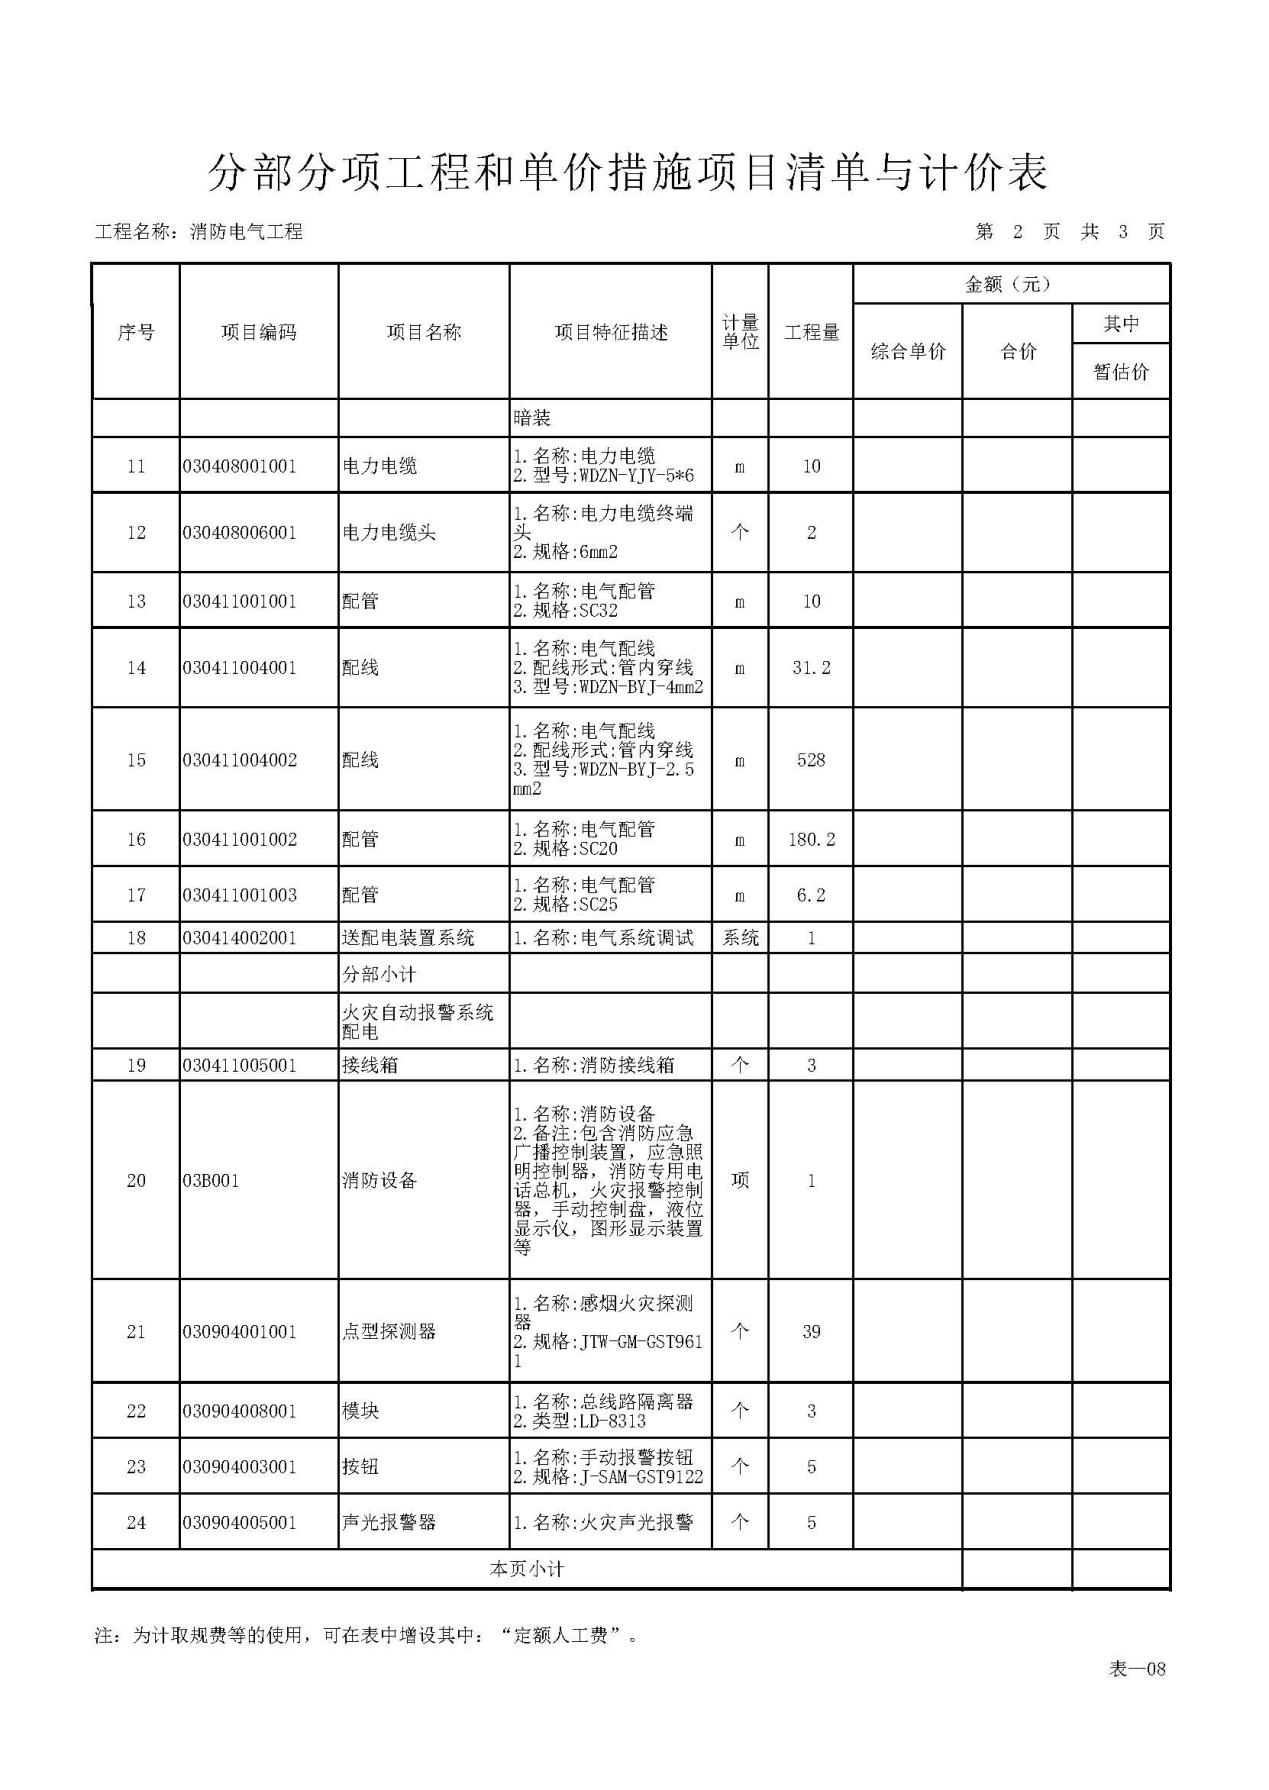 分部分项工程和单价措施项目清单与计价表
工程名称：消防电气工程 第 2 页 共 3 页
序号 项目编码 项目名称 项目特征描述 计量单位 工程量 金额（元）
综合单价 合价 其中
暂估价
暗装
11 030408001001 电力电缆 1.名称:电力电缆
2.型号:WDZN-YJY-5*6 m 10
12 030408006001 电力电缆头 1.名称:电力电缆终端
头
2.规格:6mm2 个 2
13 030411001001 配管 1.名称:电气配管
2.规格:SC32 m 10
14 030411004001 配线 1.名称:电气配线
2.配线形式:管内穿线
3.型号:WDZN-BYJ-4mm2 m 31.2
15 030411004002 配线 1.名称:电气配线
2.配线形式:管内穿线
3.型号:WDZN-BYJ-2.5
mm2 m 528
16 030411001002 配管 1.名称:电气配管
2.规格:SC20 m 180.2
17 030411001003 配管 1.名称:电气配管
2.规格:SC25 m 6.2
18 030414002001 送配电装置系统 1.名称:电气系统调试 系统 1
分部小计
火灾自动报警系统
配电
19 030411005001 接线箱 1.名称:消防接线箱 个 3
20 03B001 消防设备 1.名称:消防设备
2.备注:包含消防应急
广播控制装置，应急照
明控制器，消防专用电
话总机，火灾报警控制
器，手动控制盘，液位
显示仪，图形显示装置
等 项 1
21 030904001001 点型探测器 1.名称:感烟火灾探测
器
2.规格:JTW-GM-GST961
1 个 39
22 030904008001 模块 1.名称:总线路隔离器
2.类型:LD-8313 个 3
23 030904003001 按钮 1.名称:手动报警按钮
2.规格:J-SAM-GST9122 个 5
24 030904005001 声光报警器 1.名称:火灾声光报警 个 5
本页小计
注：为计取规费等的使用，可在表中增设其中：“定额人工费”。
表—08